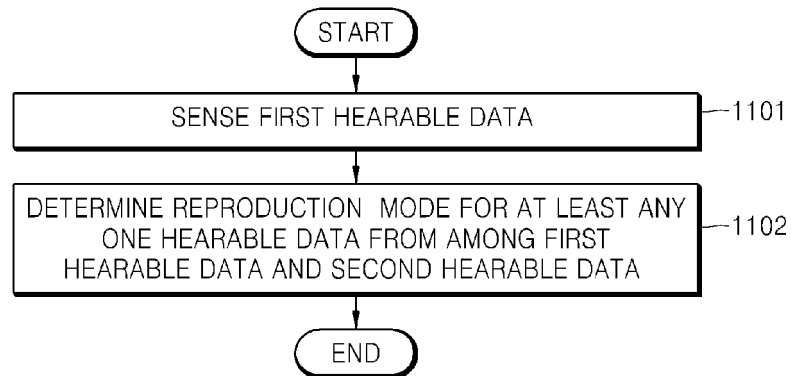 START
SENSE FIRST HEARABLE DATA
1101
DETERMINE REPRODUCTION MODE FOR AT LEAST ANY
ONE HEARABLE DATA FROM AMONG FIRST
HEARABLE DATA AND SECOND HEARABLE DATA
1102
END